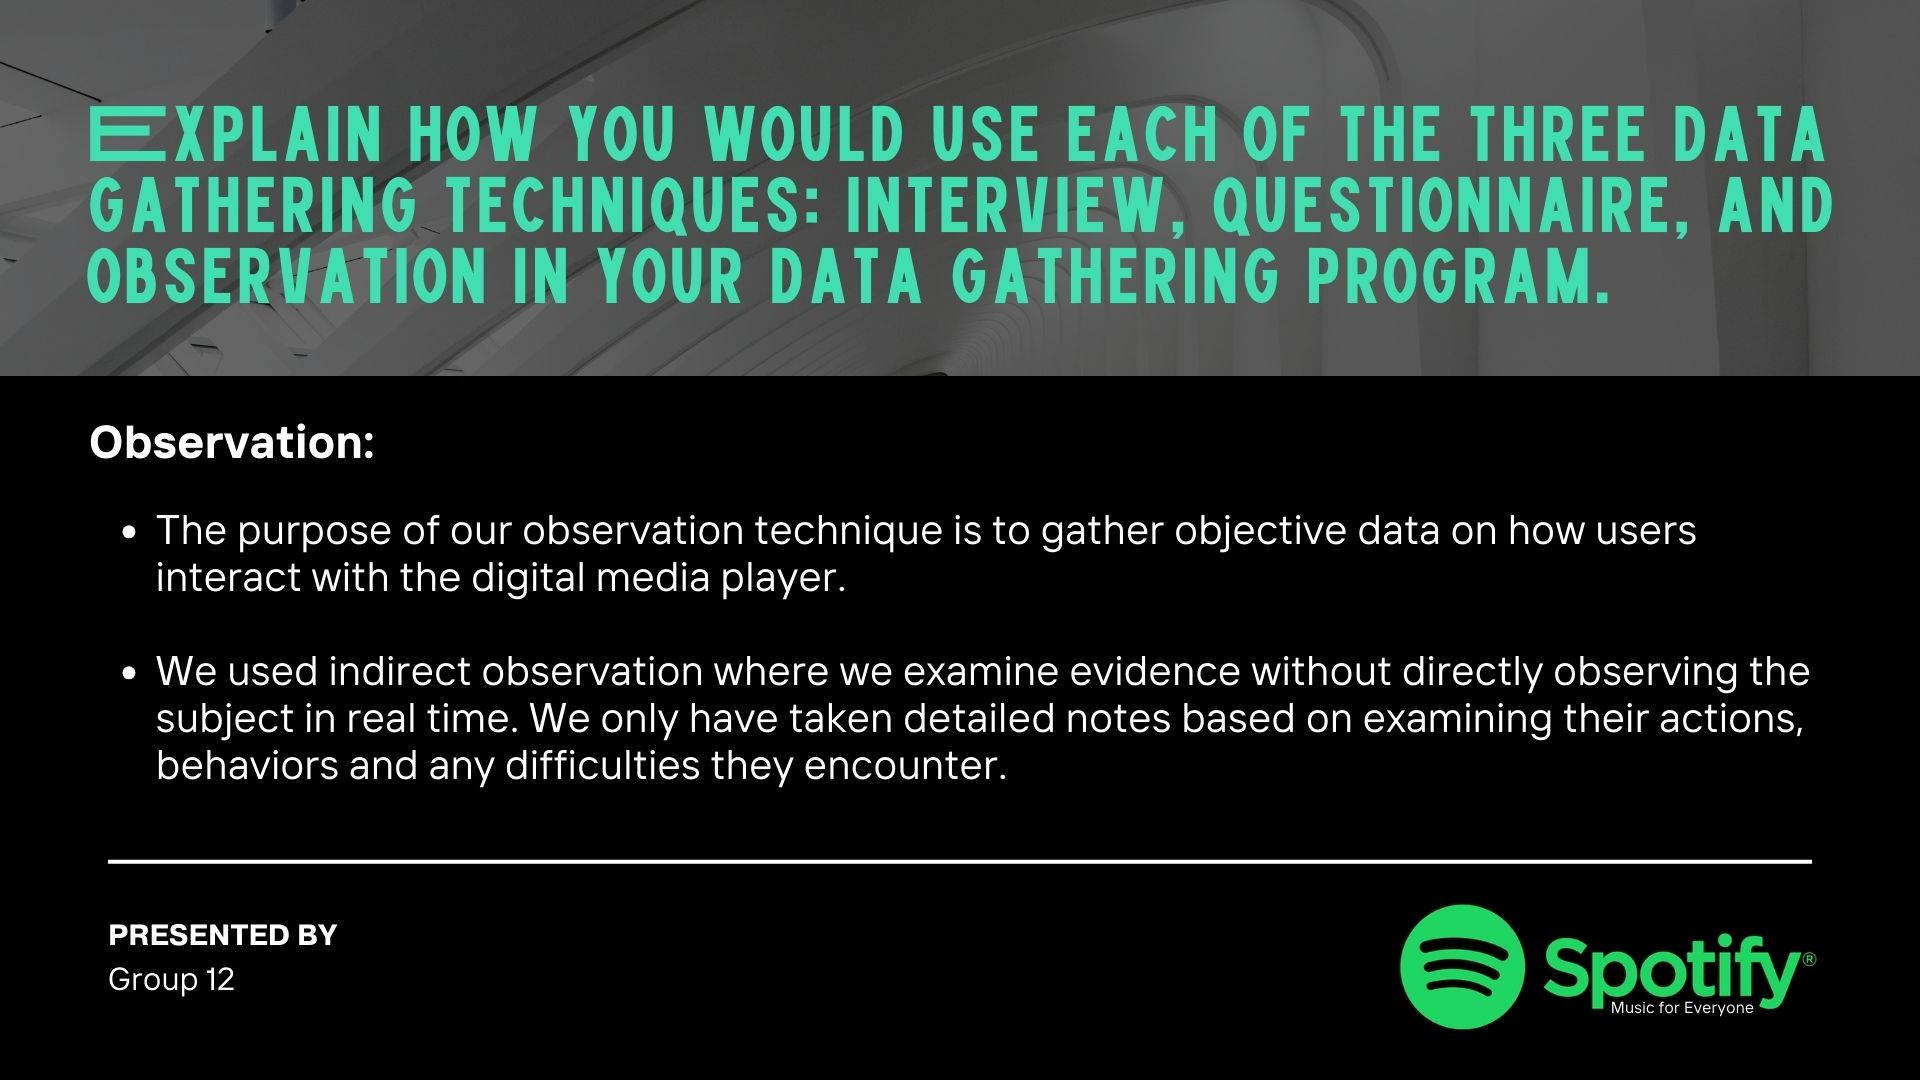 EXPLAIN HOW YOU WOULD USE EACH OF THE THREE DATA
GATHERING TECHNIQUES: INTERVIEW, QUESTIONNAIRE, AND
OBSERVATION IN YOUR DATA GATHERING PROGRAM.
Observation:
• The purpose of our observation technique is to gather objective data on how users
interact with the digital media player.
• We used indirect observation where we examine evidence without directly observing the
subject in real time. We only have taken detailed notes based on examining their actions,
behaviors and any difficulties they encounter.
PRESENTED BY
Group 12
Spotify®
Music for Everyone